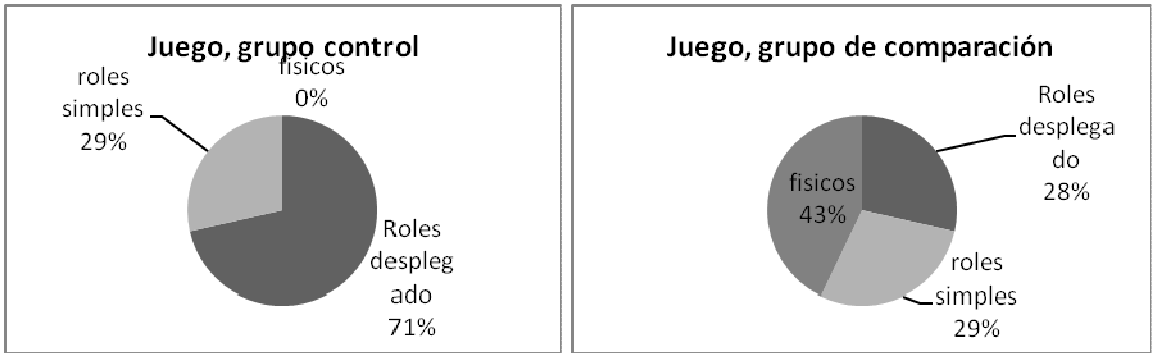 Juego, grupo control
fisicos
0%
roles
simples
29%
Roles
despleg
ado
71%
Juego, grupo de comparación
Roles
desplega
do
28%
fisicos
43%
roles
simples
29%